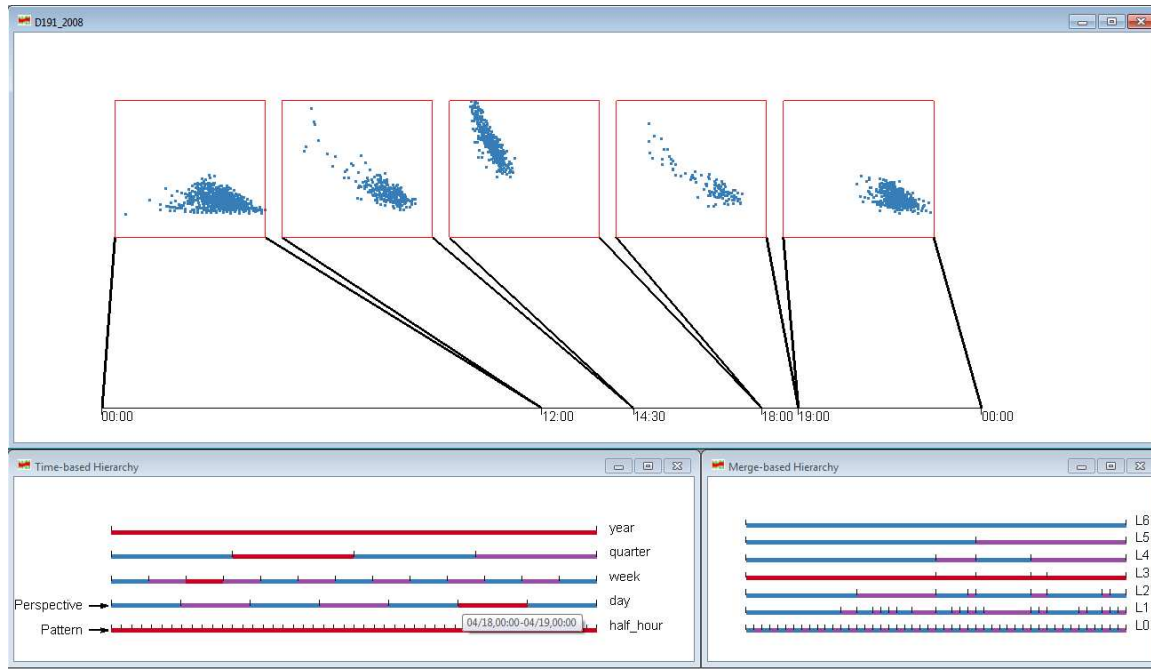 D191_2008
00:00 12:00 14:30 18:00 19:00 00:00
Time-based Hierarchy
year
quarter
week
Perspective day
04/18,00:00-04/19,00:00
Pattern half_hour
Merge-based Hierarchy
L6
L5
L4
L3
L2
L1
L0